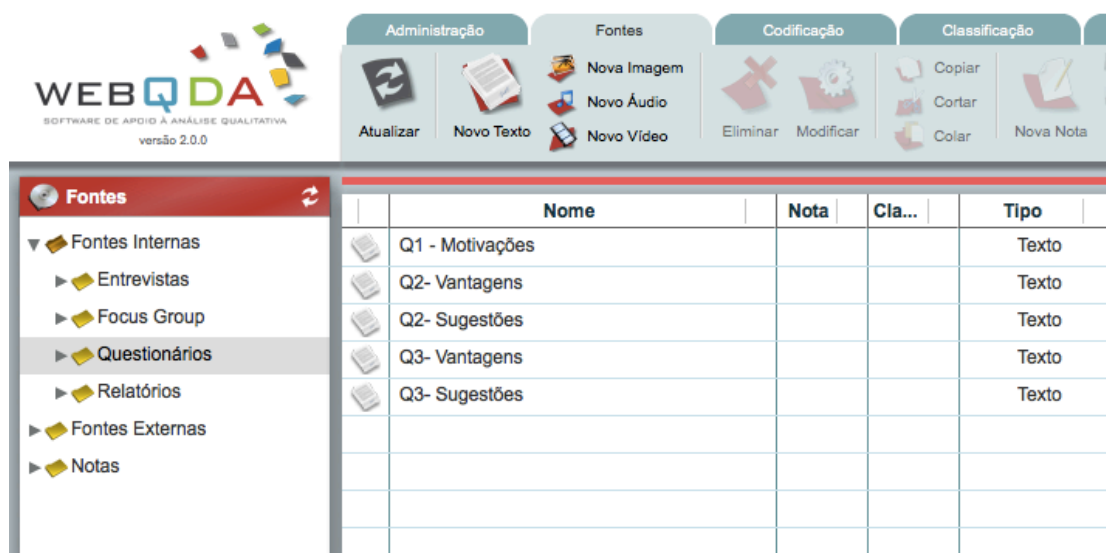 WEBQDA
SOFTWARE DE APOIO À ANÁLISE QUALITATIVA
versão 2.0.0
Administração
Fontes
Codificação
Classificação
Atualizar
Novo Texto
Nova Imagem
Novo Áudio
Novo Vídeo
Eliminar
Modificar
Copiar
Cortar
Colar
Nova Nota
Fontes
Fontes Internas
Entrevistas
Focus Group
Questionários
Relatórios
Fontes Externas
Notas
Nome Nota Cla... Tipo
Q1 - Motivações Texto
Q2- Vantagens Texto
Q2- Sugestões Texto
Q3- Vantagens Texto
Q3- Sugestões Texto